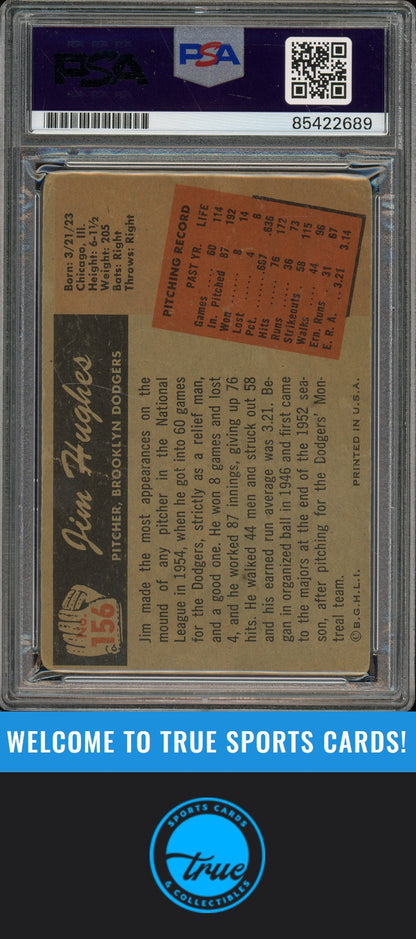 PSA
PSA
85422689
NO.
156
Jim Hughes
PITCHER, BROOKLYN DODGERS
Born: 3/21/23
Chicago, Ill.
Height: 6-1½
Weight: 205
Bats: Right
Throws: Right
Jim made the most appearances on the
mound of any pitcher in the National
League in 1954, when he got into 60 games
for the Dodgers, strictly as a relief man,
and a good one. He won 8 games and lost
4, and he worked 87 innings, giving up 76
hits. He walked 44 men and struck out 58
and his earned run average was 3.21. Be-
gan in organized ball in 1946 and first came
to the majors at the end of the 1952 sea-
son, after pitching for the Dodgers' Mon-
treal team.
PITCHING RECORD
PAST YR. LIFE
Games 60 114
In. Pitched 87 192
Won 8 14
Lost 4 8
Pct. .667 .636
Hits 76 172
Runs 36 73
Strikeouts 58 115
Walks 44 96
Ern. Runs 31 67
E. R. A. 3.21 3.14
© B.G.H.L.I.
PRINTED IN U.S.A.
WELCOME TO TRUE SPORTS CARDS!
SPORTS CARDS
true
& COLLECTIBLES